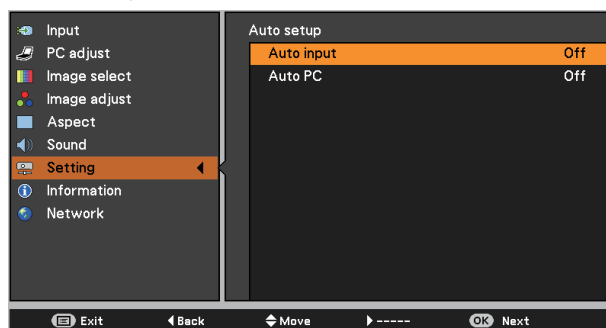 Input
PC adjust
Image select
Image adjust
Aspect
Sound
Setting
Information
Network
Auto setup
Auto input Off
Auto PC Off
Exit Back Move ----- OK Next